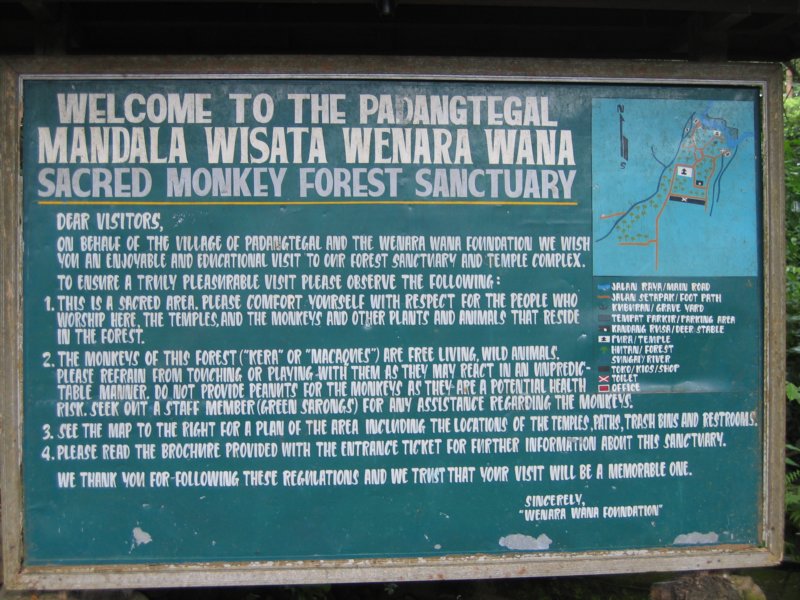 WELCOME TO THE PADANGTEGAL
MANDALA WISATA WENARA WANA
SACRED MONKEY FOREST SANCTUARY
DEAR VISITORS,
ON BEHALF OF THE VILLAGE OF PADANGTEGAL AND THE WENARA WANA FOUNDATION WE WISH
YOU AN ENJOYABLE AND EDUCATIONAL VISIT TO OUR FOREST SANCTUARY AND TEMPLE COMPLEX.
TO ENSURE A TRULY PLEASURABLE VISIT PLEASE OBSERVE THE FOLLOWING:
1. THIS IS A SACRED AREA. PLEASE COMFORT YOURSELF WITH RESPECT FOR THE PEOPLE WHO
WORSHIP HERE, THE TEMPLES, AND THE MONKEYS AND OTHER PLANTS AND ANIMALS THAT RESIDE
IN THE FOREST.
2. THE MONKEYS OF THIS FOREST ("KERA" OR "MACAQUES") ARE FREE LIVING, WILD ANIMALS.
PLEASE REFRAIN FROM TOUCHING OR PLAYING WITH THEM AS THEY MAY REACT IN AN UNPREDIC-
TABLE MANNER. DO NOT PROVIDE PEANUTS FOR THE MONKEYS AS THEY ARE A POTENTIAL HEALTH
RISK. SEEK OUT A STAFF MEMBER (GREEN SARONGS) FOR ANY ASSISTANCE REGARDING THE MONKEYS.
3. SEE THE MAP TO THE RIGHT FOR A PLAN OF THE AREA INCLUDING THE LOCATIONS OF THE TEMPLES, PATHS, TRASH BINS AND RESTROOMS.
4. PLEASE READ THE BROCHURE PROVIDED WITH THE ENTRANCE TICKET FOR FURTHER INFORMATION ABOUT THIS SANCTUARY.
WE THANK YOU FOR FOLLOWING THESE REGULATIONS AND WE TRUST THAT YOUR VISIT WILL BE A MEMORABLE ONE.
SINCERELY,
"WENARA WANA FOUNDATION"
N
S
JALAN RAYA/MAIN ROAD
JALAN SETAPAK/FOOT PATH
KUBURAN/GRAVE YARD
TEMPAT PARKIR/PARKING AREA
KANDANG RUSA/DEER STABLE
PURA/TEMPLE
HUTAN/FOREST
SUNGAI/RIVER
TOKO/KIOS/SHOP
TOILET
OFFICE